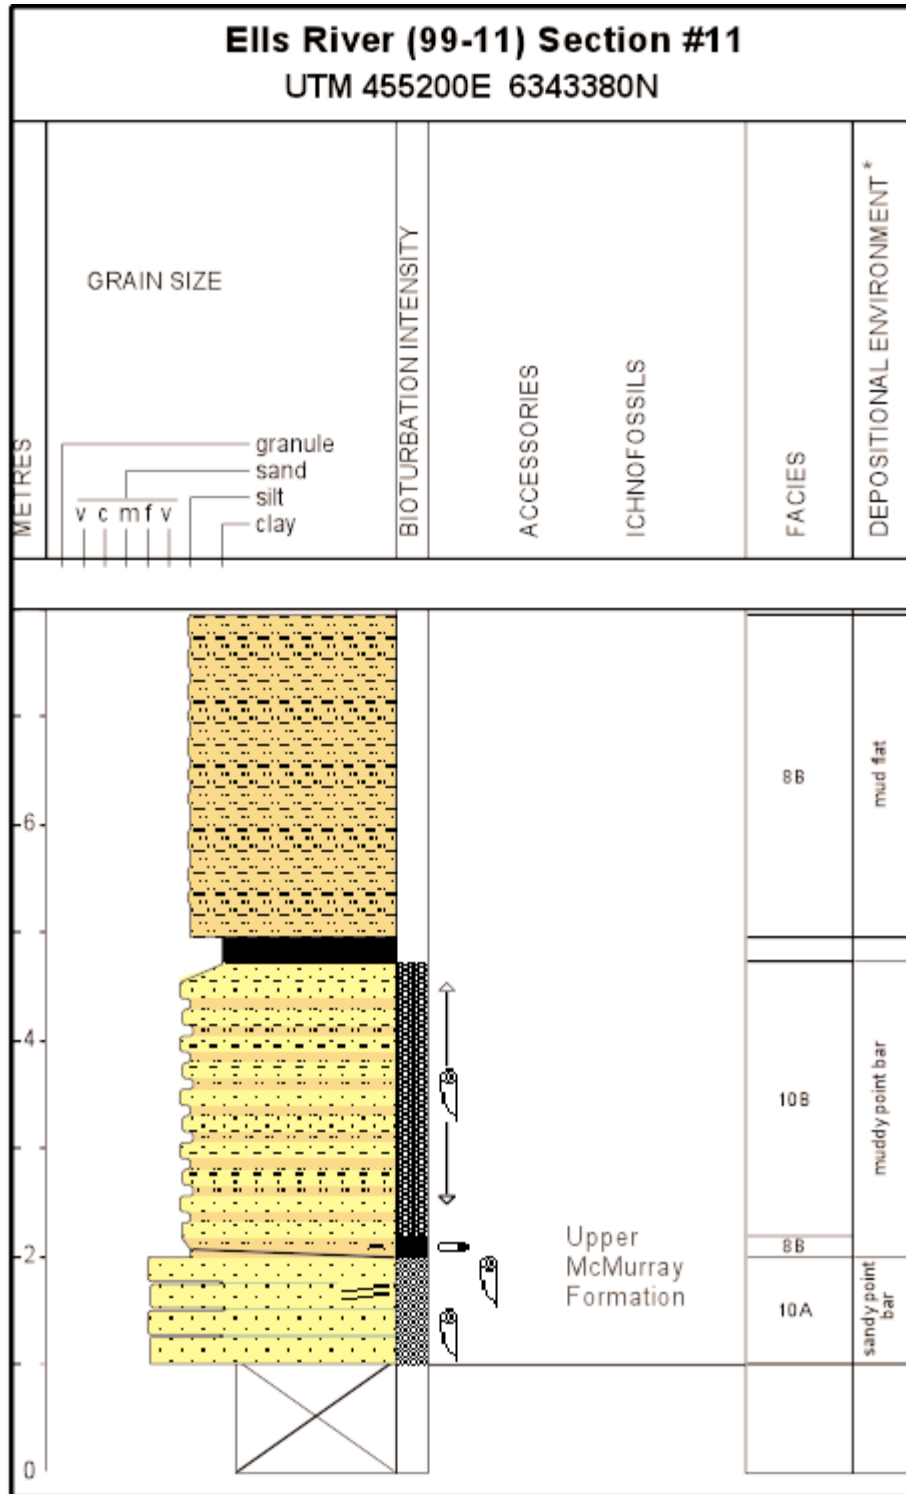 Ells River (99-11) Section #11
UTM 455200E 6343380N
METRES
GRAIN SIZE
granule
sand
silt
clay
v c m f v
BIOTURBATION INTENSITY
ACCESSORIES
ICHNOFOSSILS
FACIES
DEPOSITIONAL ENVIRONMENT *
8B
mud flat
6
4
10B
muddy point bar
8B
2
Upper
McMurray
Formation
10A
sandy point
bar
0